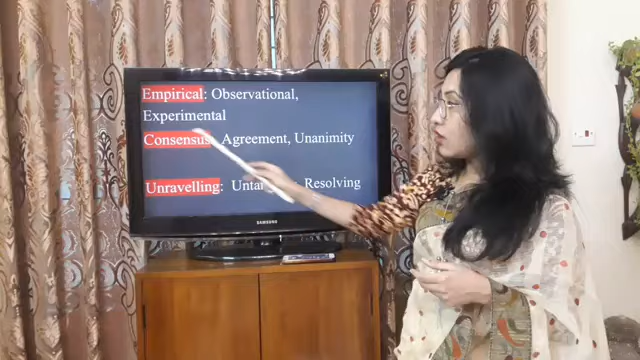 Empirical: Observational,
Experimental
Consensus: Agreement, Unanimity
Unravelling: Resolving
SAMSUNG